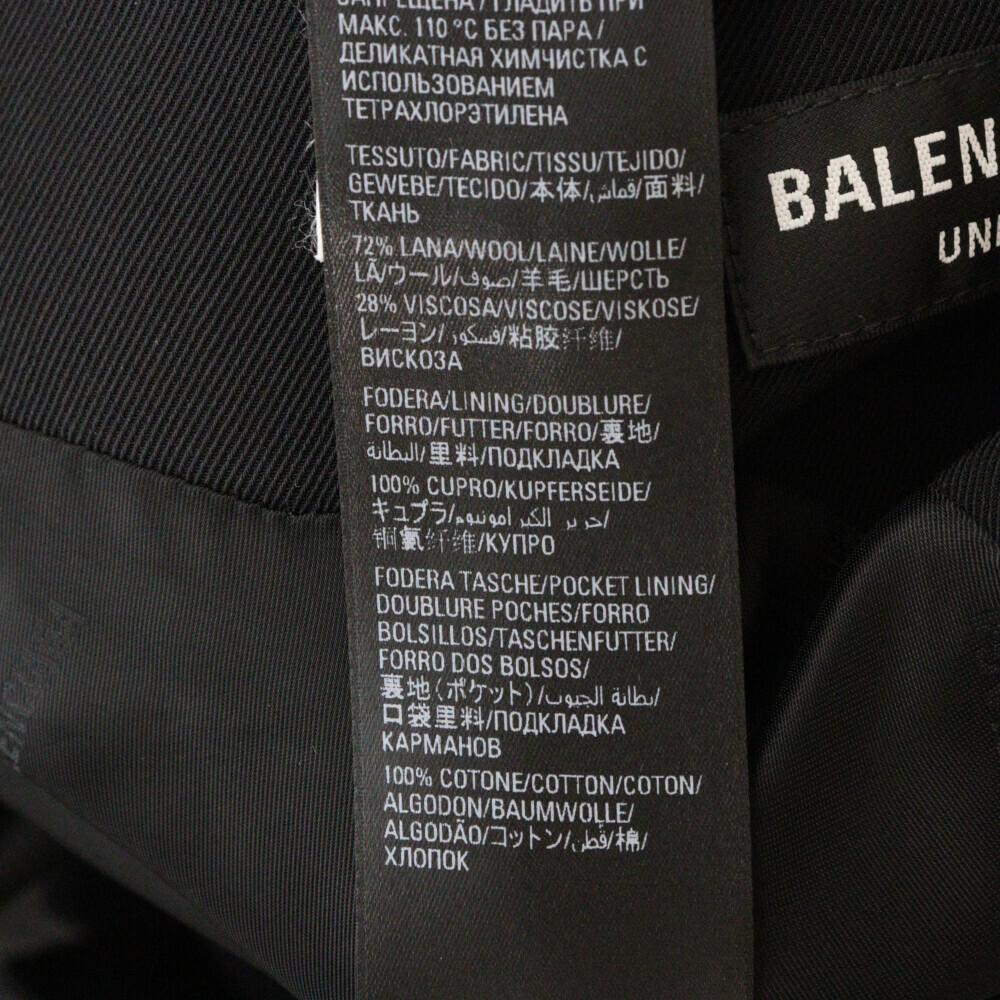 ЗАПРЕЩЕНА / ГЛАДИТЬ ПРИ
МАКС. 110 °C БЕЗ ПАРА /
ДЕЛИКАТНАЯ ХИМЧИСТКА С
ИСПОЛЬЗОВАНИЕМ
ТЕТРАХЛОРЭТИЛЕНА
TESSUTO/FABRIC/TISSU/TEJIDO/
GEWEBE/TECIDO/本体/قماش/面料/
ТКАНЬ
72% LANA/WOOL/LAINE/WOLLE/
LÃ/ウール/صوف/羊毛/ШЕРСТЬ
28% VISCOSA/VISCOSE/VISKOSE/
レーヨン/فسكوز/粘胶纤维/
ВИСКОЗА
FODERA/LINING/DOUBLURE/
FORRO/FUTTER/FORRO/裏地/
البطانة/里料/ПОДКЛАДКА
100% CUPRO/KUPFERSEIDE/
キュプラ/حرير الكبر امونيوم/
铜氨纤维/КУПРО
FODERA TASCHE/POCKET LINING/
DOUBLURE POCHES/FORRO
BOLSILLOS/TASCHENFUTTER/
FORRO DOS BOLSOS/
裏地(ポケット)/بطانة الجيوب/
口袋里料/ПОДКЛАДКА
КАРМАНОВ
100% COTONE/COTTON/COTON/
ALGODON/BAUMWOLLE/
ALGODÃO/コットン/قطن/棉/
ХЛОПОК
BALEN
UNI